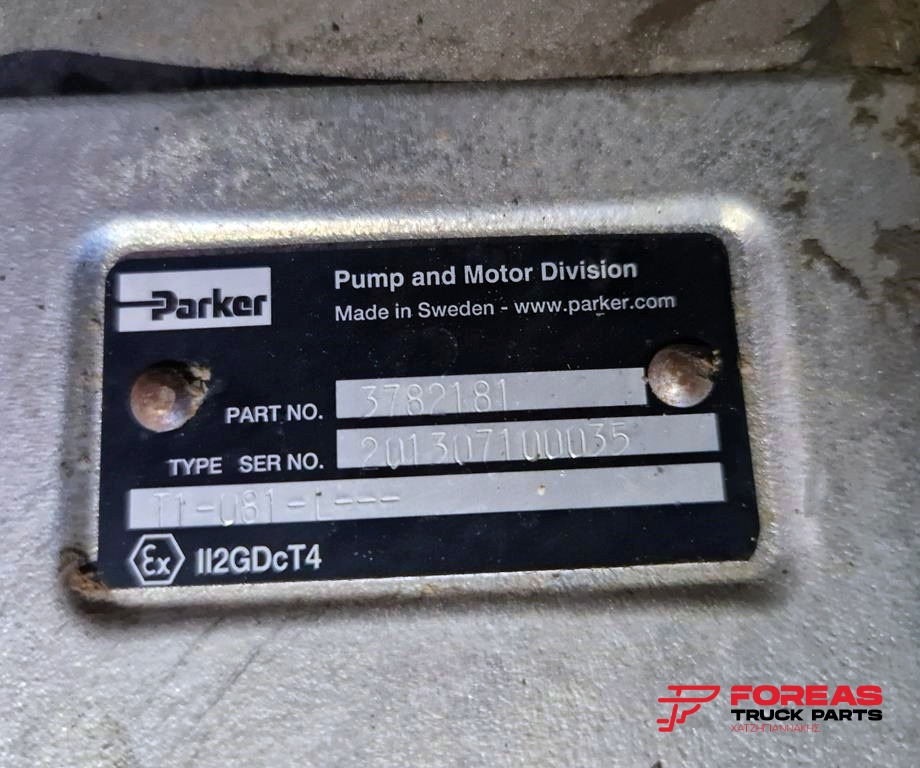 Parker
Pump and Motor Division
Made in Sweden - www.parker.com
PART NO. 3782181
TYPE SER NO. 201307100035
T1-081-L---
Ex II2GDcT4
FOREAS
TRUCK PARTS
ΧΑΤΖΗΓΙΑΝΝΑΚΗΣ